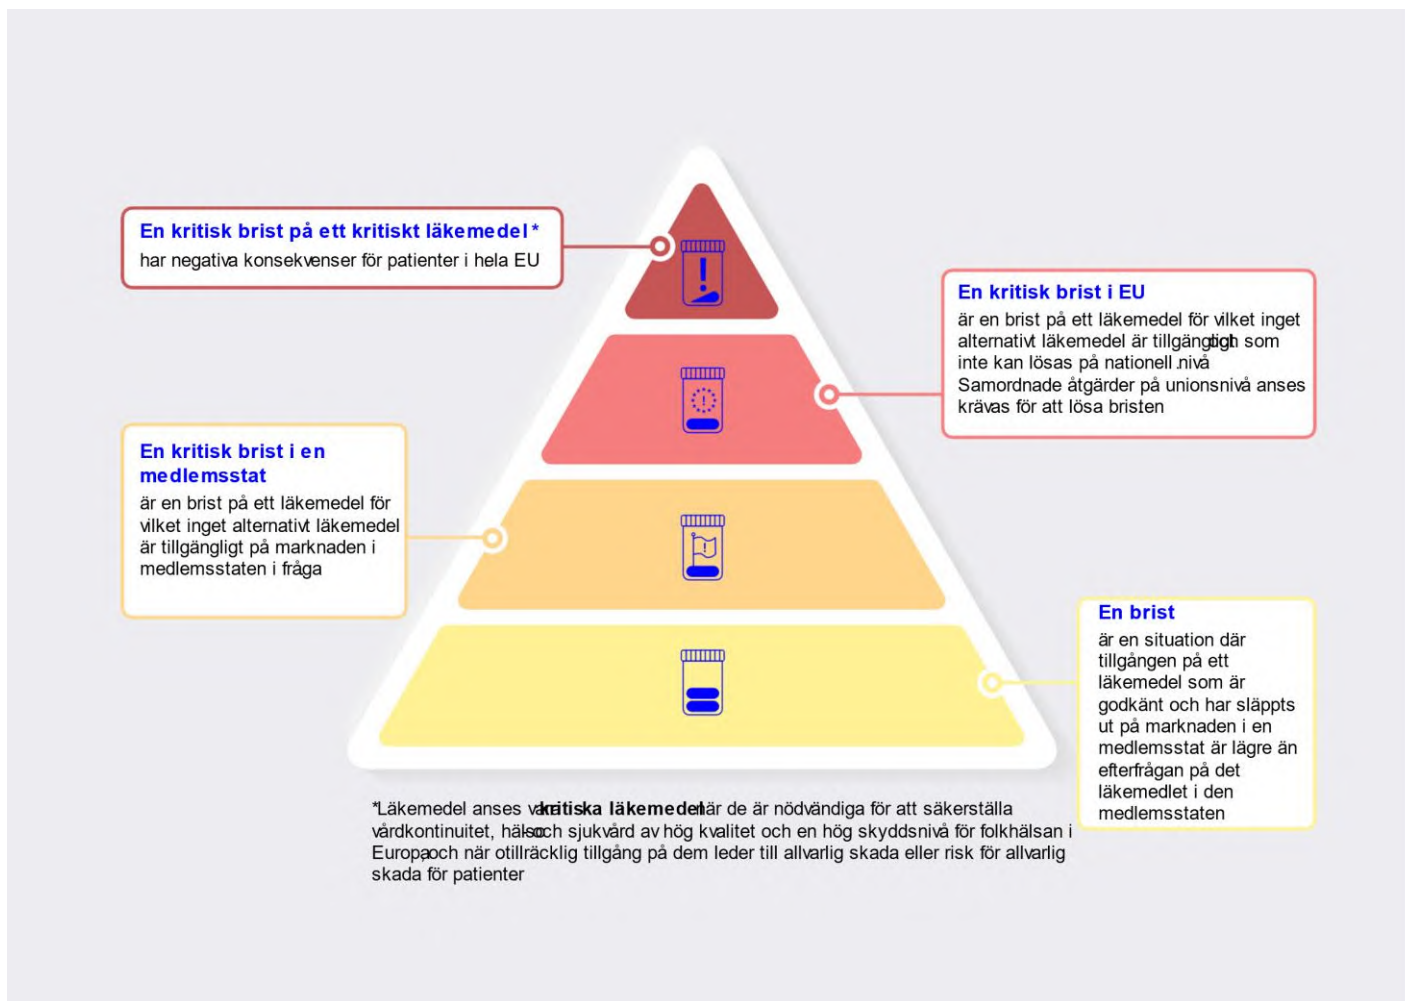 En kritisk brist på ett kritiskt läkemedel *
har negativa konsekvenser för patienter i hela EU
En kritisk brist i EU
är en brist på ett läkemedel för vilket inget
alternativt läkemedel är tillgängligt och som
inte kan lösas på nationell nivå.
Samordnade åtgärder på unionsnivå anses
krävas för att lösa bristen
En kritisk brist i en
medlemsstat
är en brist på ett läkemedel för
vilket inget alternativt läkemedel
är tillgängligt på marknaden i
medlemsstaten i fråga
En brist
är en situation där
tillgången på ett
läkemedel som är
godkänt och har släppts
ut på marknaden i en
medlemsstat är lägre än
efterfrågan på det
läkemedlet i den
medlemsstaten
*Läkemedel anses vara kritiska läkemedel när de är nödvändiga för att säkerställa
vårdkontinuitet, hälso- och sjukvård av hög kvalitet och en hög skyddsnivå för folkhälsan i
Europa, och när otillräcklig tillgång på dem leder till allvarlig skada eller risk för allvarlig
skada för patienter